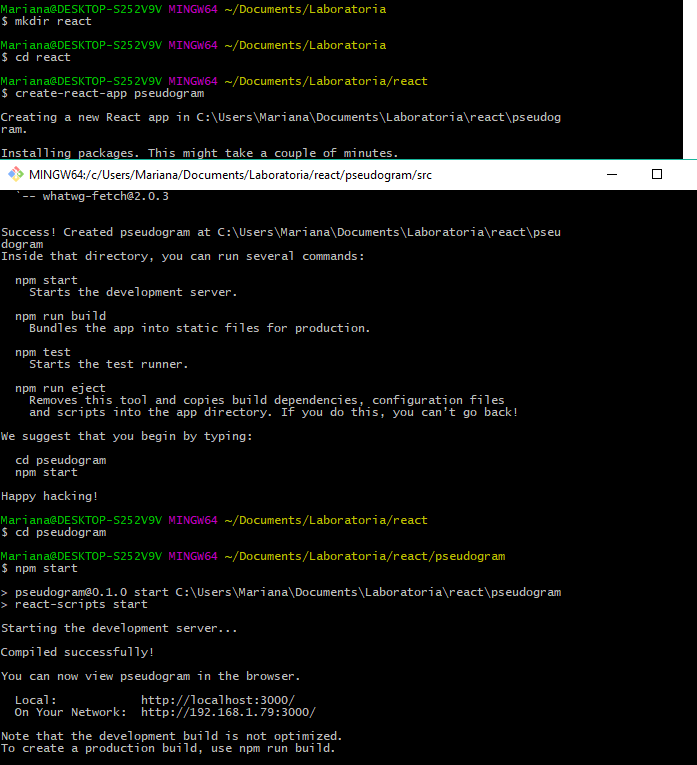 Mariana@DESKTOP-S252V9V MINGW64 ~/Documents/Laboratoria
$ mkdir react
Mariana@DESKTOP-S252V9V MINGW64 ~/Documents/Laboratoria
$ cd react
Mariana@DESKTOP-S252V9V MINGW64 ~/Documents/Laboratoria/react
$ create-react-app pseudogram
Creating a new React app in C:\Users\Mariana\Documents\Laboratoria\react\pseudog
ram.
Installing packages. This might take a couple of minutes.
MINGW64:/c/Users/Mariana/Documents/Laboratoria/react/pseudogram/src
`-- whatwg-fetch@2.0.3
Success! Created pseudogram at C:\Users\Mariana\Documents\Laboratoria\react\pseu
dogram
Inside that directory, you can run several commands:
npm start
Starts the development server.
npm run build
Bundles the app into static files for production.
npm test
Starts the test runner.
npm run eject
Removes this tool and copies build dependencies, configuration files
and scripts into the app directory. If you do this, you can't go back!
We suggest that you begin by typing:
cd pseudogram
npm start
Happy hacking!
Mariana@DESKTOP-S252V9V MINGW64 ~/Documents/Laboratoria/react
$ cd pseudogram
Mariana@DESKTOP-S252V9V MINGW64 ~/Documents/Laboratoria/react/pseudogram
$ npm start
> pseudogram@0.1.0 start C:\Users\Mariana\Documents\Laboratoria\react\pseudogram
> react-scripts start
Starting the development server...
Compiled successfully!
You can now view pseudogram in the browser.
Local: http://localhost:3000/
On Your Network: http://192.168.1.79:3000/
Note that the development build is not optimized.
To create a production build, use npm run build.